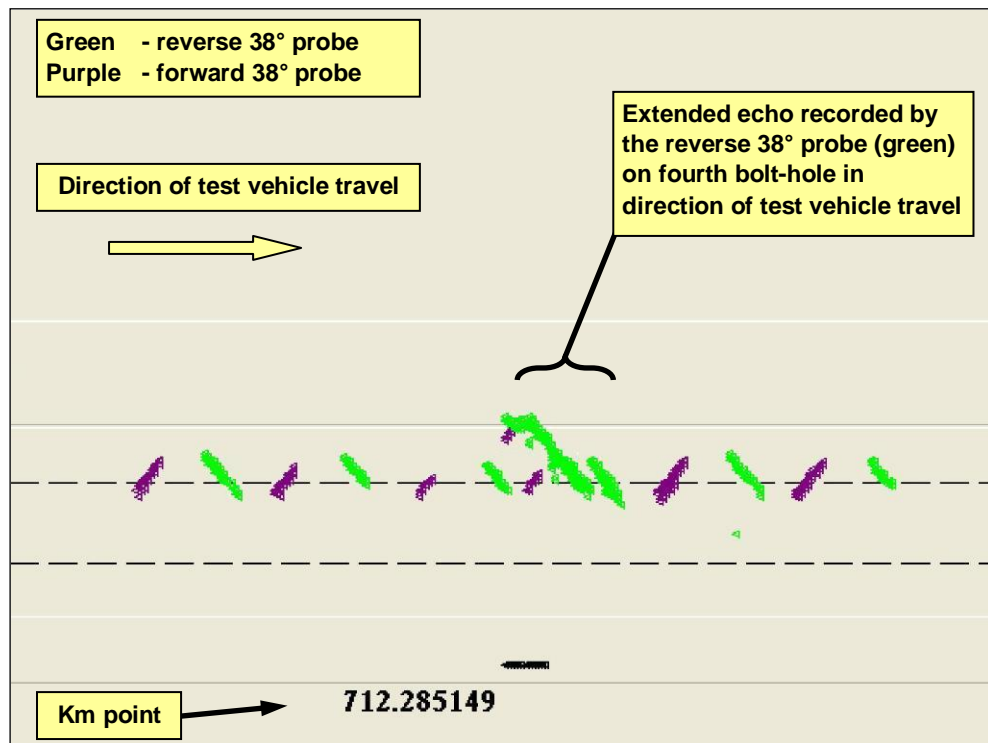 Green - reverse 38° probe
Purple - forward 38° probe
Extended echo recorded by
the reverse 38° probe (green)
on fourth bolt-hole in
direction of test vehicle travel
Direction of test vehicle travel
Km point
712.285149